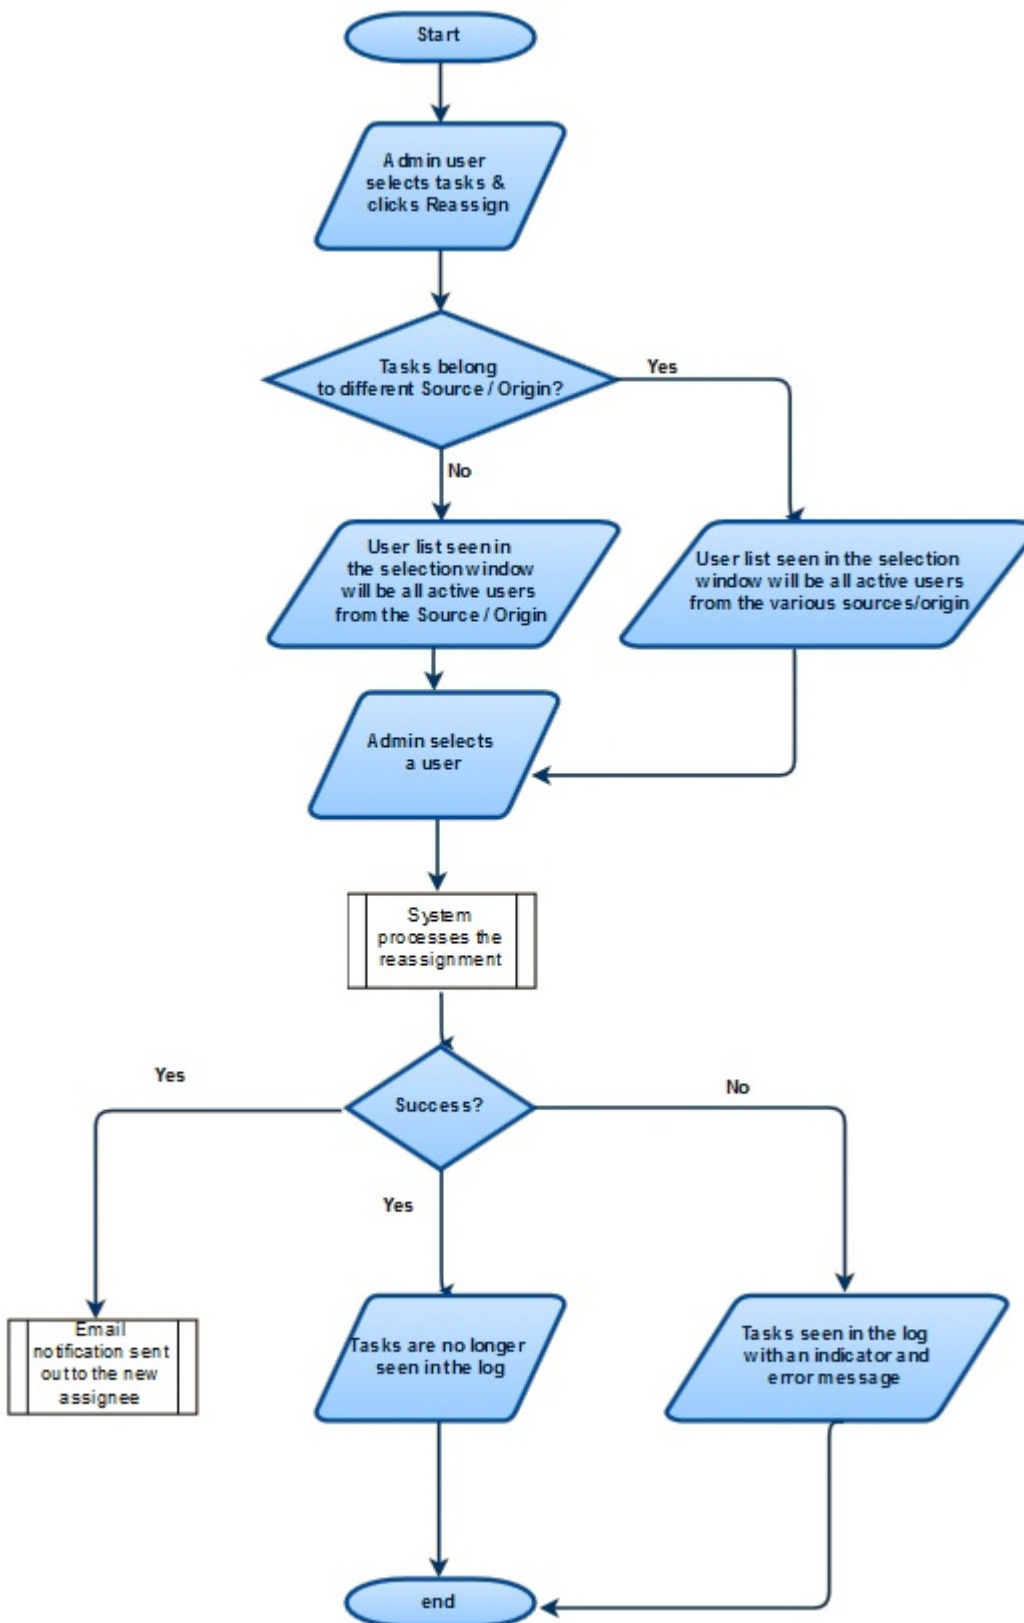 Start
Admin user
selects tasks &
clicks Reassign
Tasks belong
to different Source / Origin?
Yes
No
User list seen in
the selection window
will be all active users
from the Source / Origin
User list seen in the selection
window will be all active users
from the various sources/origin
Admin selects
a user
System
processes the
reassignment
Success?
Yes
No
Yes
Email
notification sent
out to the new
assignee
Tasks are no longer
seen in the log
Tasks seen in the log
with an indicator and
error message
end